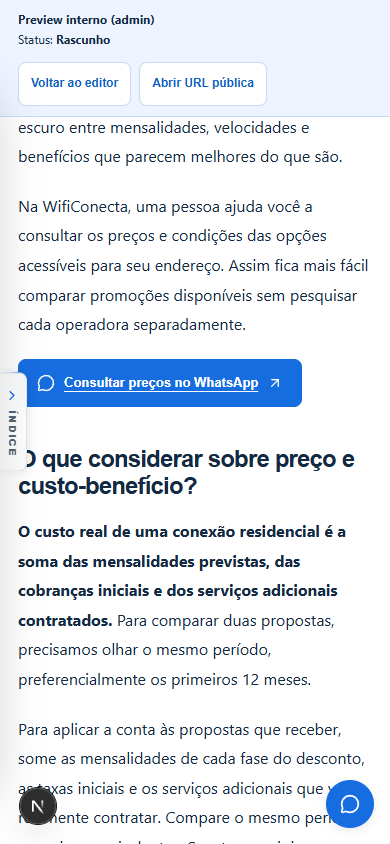 Preview interno (admin)
Status: Rascunho
Voltar ao editor
Abrir URL pública
escuro entre mensalidades, velocidades e
benefícios que parecem melhores do que são.
Na WifiConecta, uma pessoa ajuda você a
consultar os preços e condições das opções
acessíveis para seu endereço. Assim fica mais fácil
comparar promoções disponíveis sem pesquisar
cada operadora separadamente.
Consultar preços no WhatsApp
ÍNDICE
O que considerar sobre preço e
custo-benefício?
O custo real de uma conexão residencial é a
soma das mensalidades previstas, das
cobranças iniciais e dos serviços adicionais
contratados. Para comparar duas propostas,
precisamos olhar o mesmo período,
preferencialmente os primeiros 12 meses.
Para aplicar a conta às propostas que receber,
some as mensalidades de cada fase do desconto,
as taxas iniciais e os serviços adicionais que
N
contratar. Compare o mesmo